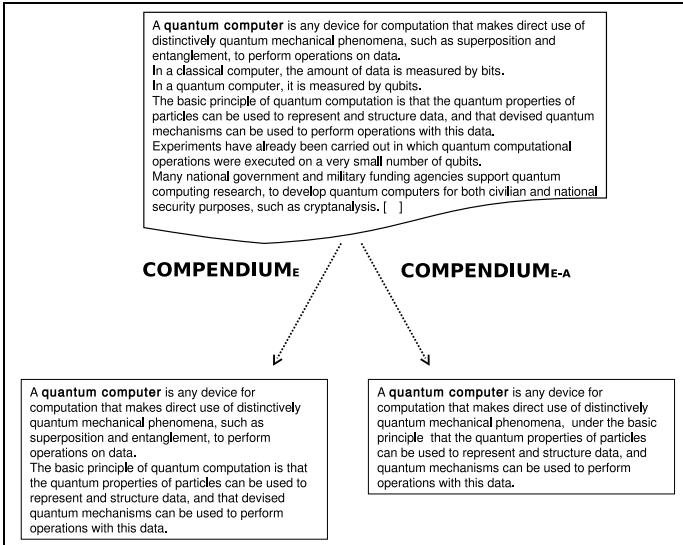 A quantum computer is any device for computation that makes direct use of
distinctively quantum mechanical phenomena, such as superposition and
entanglement, to perform operations on data.
In a classical computer, the amount of data is measured by bits.
In a quantum computer, it is measured by qubits.
The basic principle of quantum computation is that the quantum properties of
particles can be used to represent and structure data, and that devised quantum
mechanisms can be used to perform operations with this data.
Experiments have already been carried out in which quantum computational
operations were executed on a very small number of qubits.
Many national government and military funding agencies support quantum
computing research, to develop quantum computers for both civilian and national
security purposes, such as cryptanalysis. [ ]
COMPENDIUME
COMPENDIUME-A
A quantum computer is any device for
computation that makes direct use of distinctively
quantum mechanical phenomena, such as
superposition and entanglement, to perform
operations on data.
The basic principle of quantum computation is that
the quantum properties of particles can be used to
represent and structure data, and that devised
quantum mechanisms can be used to perform
operations with this data.
A quantum computer is any device for
computation that makes direct use of distinctively
quantum mechanical phenomena, under the basic
principle that the quantum properties of particles
can be used to represent and structure data, and
quantum mechanisms can be used to perform
operations with this data.